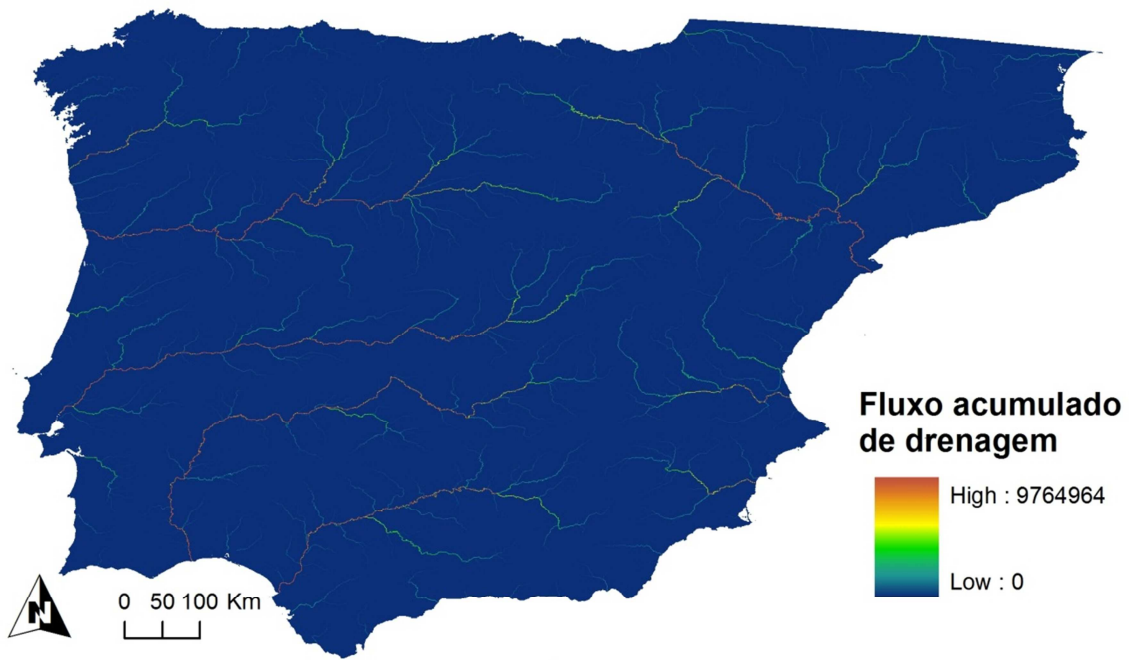 Fluxo acumulado
de drenagem
High : 9764964
Low : 0
N
0 50 100 Km